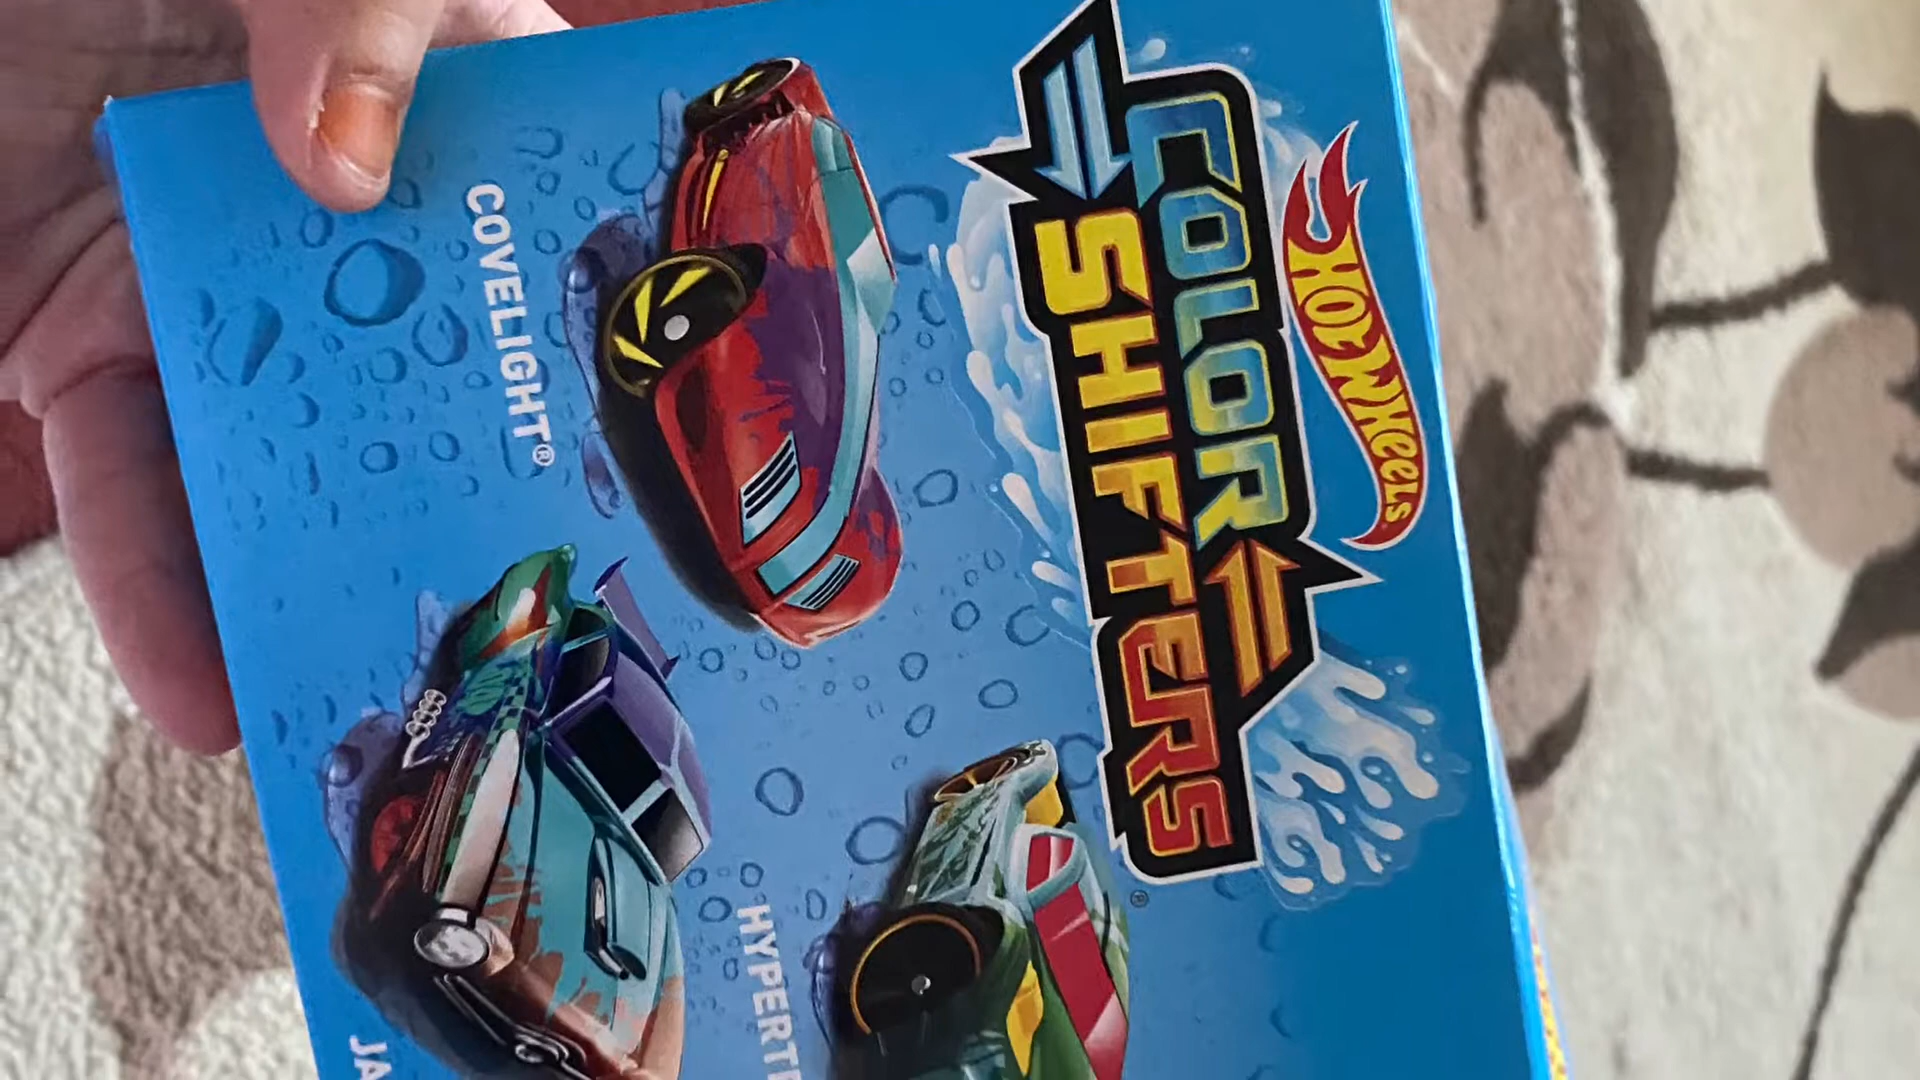 HOT WHEELS
COLOR
SHIFTERS®
COVELIGHT®
HYPERT
JA